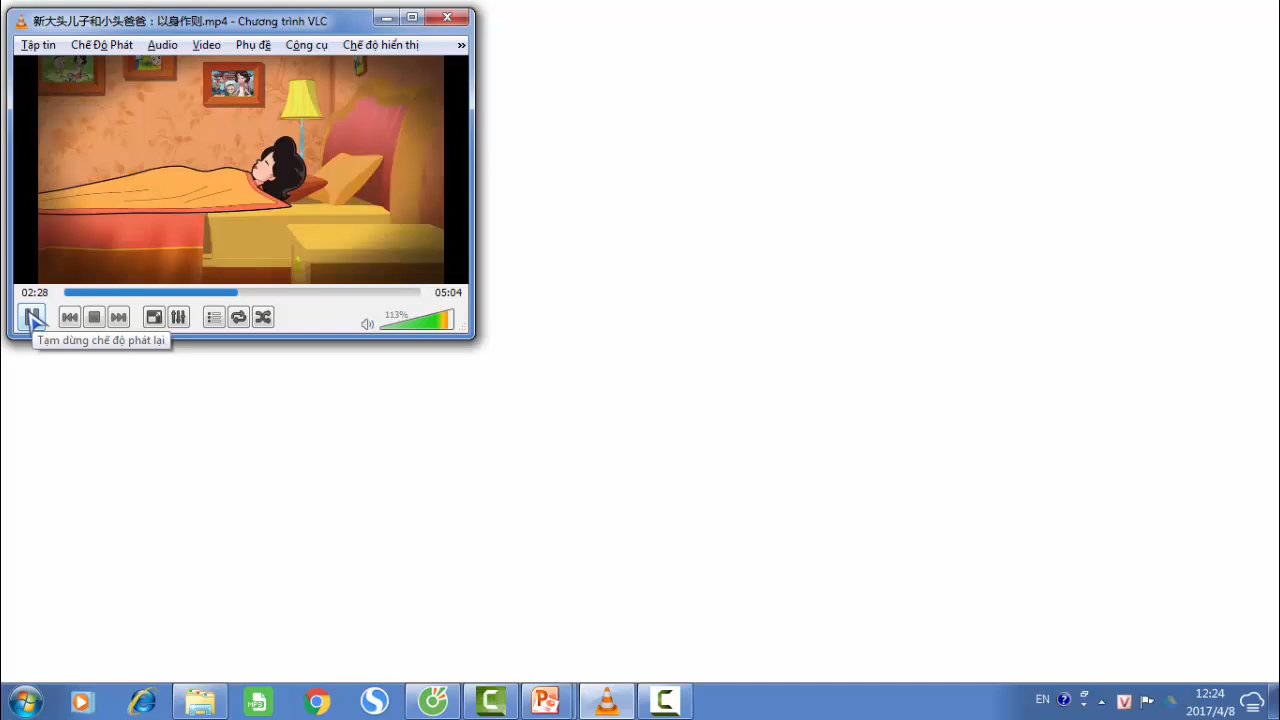 新大头儿子和小头爸爸：以身作则.mp4 - Chương trình VLC
Tập tin Chế Độ Phát Audio Video Phụ đề Công cụ Chế độ hiển thị »
02:28 05:04
113%
Tạm dừng chế độ phát lại
MP3
EN 12:24
2017/4/8